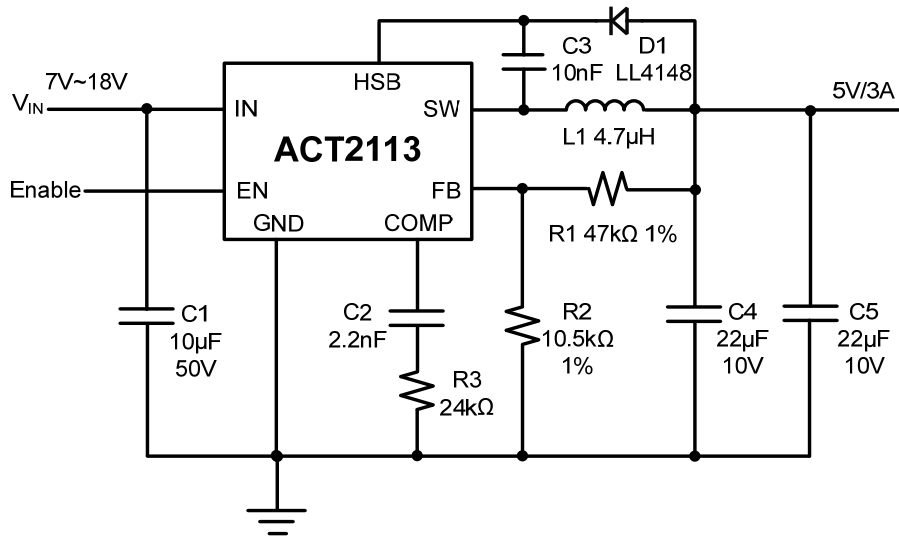 C3
10nF
D1
LL4148
7V~18V
HSB
5V/3A
VIN
IN
SW
L1 4.7µH
ACT2113
Enable
EN
FB
GND
COMP
R1 47kΩ 1%
C1
10µF
50V
C2
2.2nF
R2
10.5kΩ
1%
C4
22µF
10V
C5
22µF
10V
R3
24kΩ